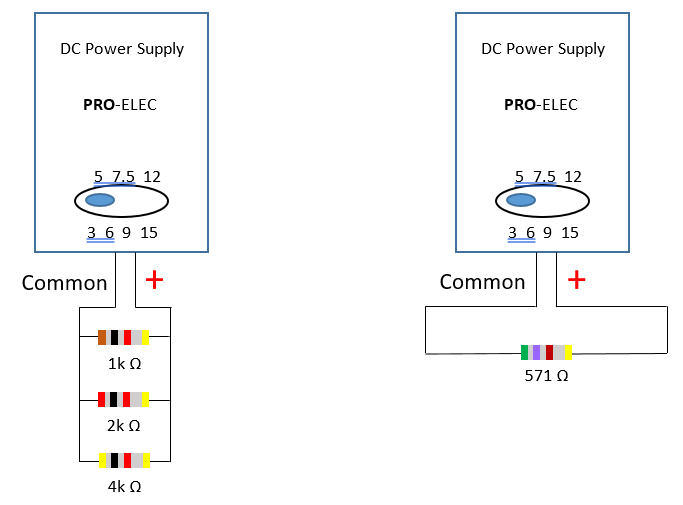 DC Power Supply
PRO-ELEC
5 7.5 12
3 6 9 15
Common +
1k Ω
2k Ω
4k Ω
DC Power Supply
PRO-ELEC
5 7.5 12
3 6 9 15
Common +
571 Ω